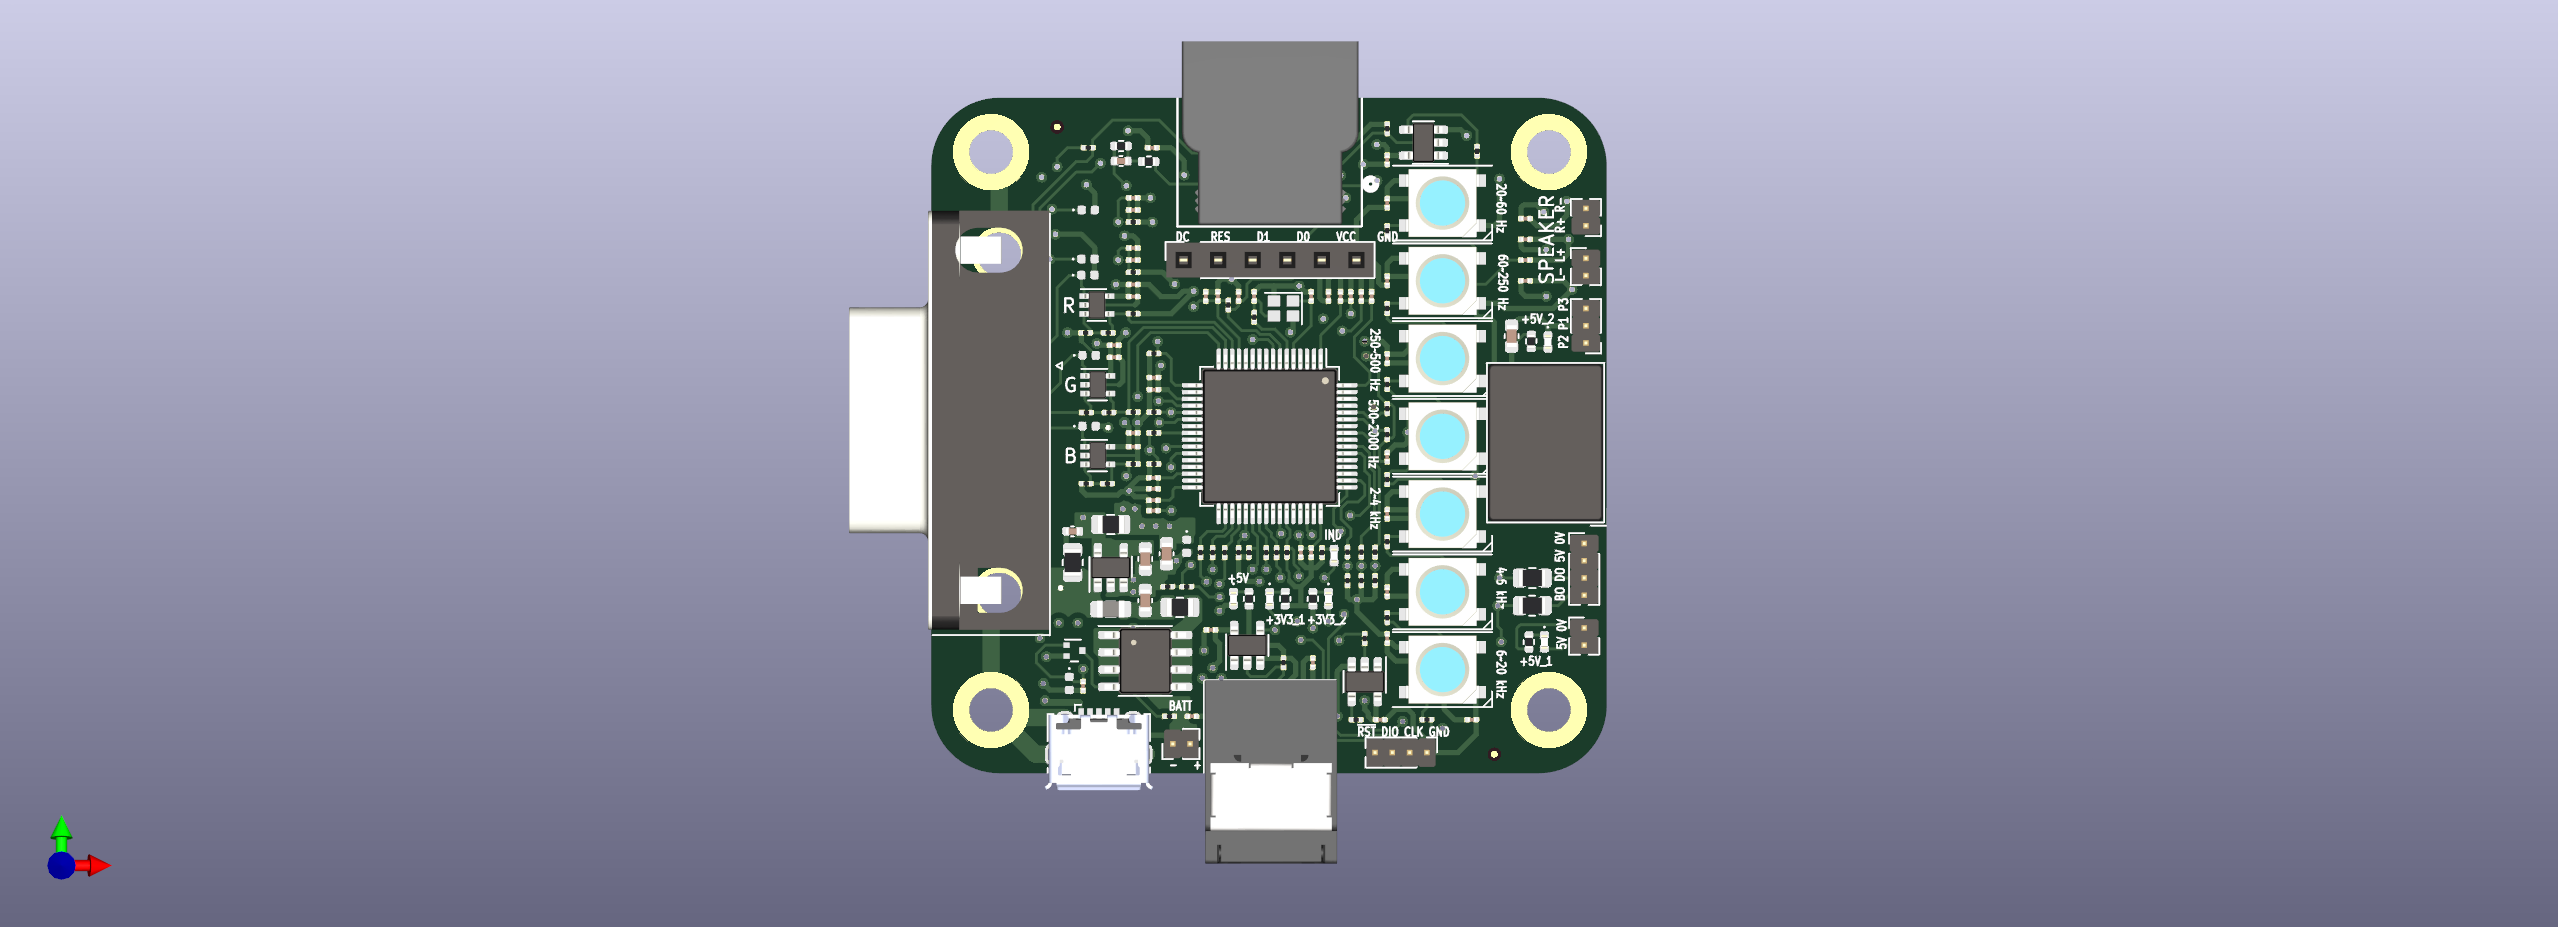 DC RES D1 D0 VCC GND
20-60 Hz
SPEAKER
R+ R-
L- L+
60-250 Hz
R
+5V_2
P2 P1 P3
250-500 Hz
G
500-2000 Hz
B
2-4 kHz
IND
BO DO 5V 0V
+5V
4-6 kHz
+3V3_1 +3V3_2
5V 0V
+5V_1
6-20 kHz
BATT
- +
RST DIO CLK GND